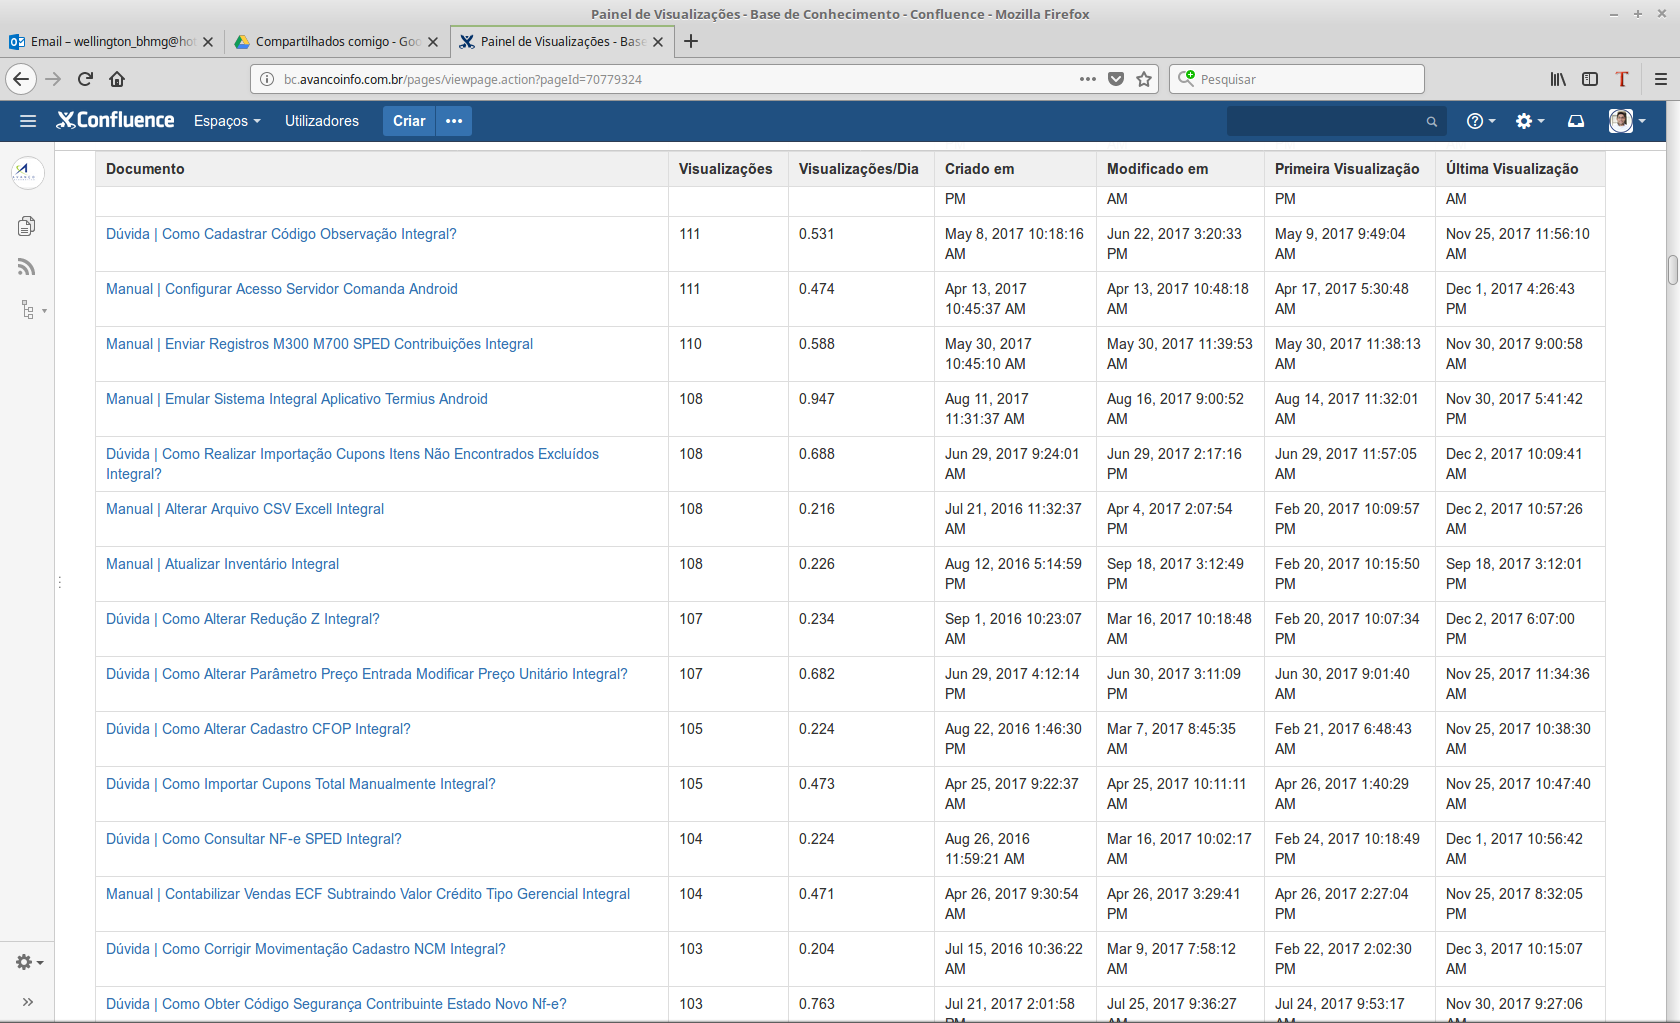 Painel de Visualizações - Base de Conhecimento - Confluence - Mozilla Firefox
Email – wellington_bhmg@ho
Compartilhados comigo - Goo
Painel de Visualizações - Base
bc.avancoinfo.com.br/pages/viewpage.action?pageId=70779324
Pesquisar
Confluence Espaços Utilizadores Criar
Documento Visualizações Visualizações/Dia Criado em Modificado em Primeira Visualização Última Visualização
PM AM PM AM
Dúvida | Como Cadastrar Código Observação Integral? 111 0.531 May 8, 2017 10:18:16 Jun 22, 2017 3:20:33 May 9, 2017 9:49:04 Nov 25, 2017 11:56:10
AM PM AM AM
Manual | Configurar Acesso Servidor Comanda Android 111 0.474 Apr 13, 2017 Apr 13, 2017 10:48:18 Apr 17, 2017 5:30:48 Dec 1, 2017 4:26:43
10:45:37 AM AM AM PM
Manual | Enviar Registros M300 M700 SPED Contribuições Integral 110 0.588 May 30, 2017 May 30, 2017 11:39:53 May 30, 2017 11:38:13 Nov 30, 2017 9:00:58
10:45:10 AM AM AM AM
Manual | Emular Sistema Integral Aplicativo Termius Android 108 0.947 Aug 11, 2017 Aug 16, 2017 9:00:52 Aug 14, 2017 11:32:01 Nov 30, 2017 5:41:42
11:31:37 AM AM AM PM
Dúvida | Como Realizar Importação Cupons Itens Não Encontrados Excluídos 108 0.688 Jun 29, 2017 9:24:01 Jun 29, 2017 2:17:16 Jun 29, 2017 11:57:05 Dec 2, 2017 10:09:41
Integral? AM PM AM AM
Manual | Alterar Arquivo CSV Excell Integral 108 0.216 Jul 21, 2016 11:32:37 Apr 4, 2017 2:07:54 Feb 20, 2017 10:09:57 Dec 2, 2017 10:57:26
AM PM PM AM
Manual | Atualizar Inventário Integral 108 0.226 Aug 12, 2016 5:14:59 Sep 18, 2017 3:12:49 Feb 20, 2017 10:15:50 Sep 18, 2017 3:12:01
PM PM PM PM
Dúvida | Como Alterar Redução Z Integral? 107 0.234 Sep 1, 2016 10:23:07 Mar 16, 2017 10:18:48 Feb 20, 2017 10:07:34 Dec 2, 2017 6:07:00
AM AM PM PM
Dúvida | Como Alterar Parâmetro Preço Entrada Modificar Preço Unitário Integral? 107 0.682 Jun 29, 2017 4:12:14 Jun 30, 2017 3:11:09 Jun 30, 2017 9:01:40 Nov 25, 2017 11:34:36
PM PM AM AM
Dúvida | Como Alterar Cadastro CFOP Integral? 105 0.224 Aug 22, 2016 1:46:30 Mar 7, 2017 8:45:35 Feb 21, 2017 6:48:43 Nov 25, 2017 10:38:30
PM AM AM AM
Dúvida | Como Importar Cupons Total Manualmente Integral? 105 0.473 Apr 25, 2017 9:22:37 Apr 25, 2017 10:11:11 Apr 26, 2017 1:40:29 Nov 25, 2017 10:47:40
AM AM AM AM
Dúvida | Como Consultar NF-e SPED Integral? 104 0.224 Aug 26, 2016 Mar 16, 2017 10:02:17 Feb 24, 2017 10:18:49 Dec 1, 2017 10:56:42
11:59:21 AM AM PM AM
Manual | Contabilizar Vendas ECF Subtraindo Valor Crédito Tipo Gerencial Integral 104 0.471 Apr 26, 2017 9:30:54 Apr 26, 2017 3:29:41 Apr 26, 2017 2:27:04 Nov 25, 2017 8:32:05
AM PM PM PM
Dúvida | Como Corrigir Movimentação Cadastro NCM Integral? 103 0.204 Jul 15, 2016 10:36:22 Mar 9, 2017 7:58:12 Feb 22, 2017 2:02:30 Dec 3, 2017 10:15:07
AM AM PM AM
Dúvida | Como Obter Código Segurança Contribuinte Estado Novo Nf-e? 103 0.763 Jul 21, 2017 2:01:58 Jul 25, 2017 9:36:27 Jul 24, 2017 9:53:17 Nov 30, 2017 9:27:06